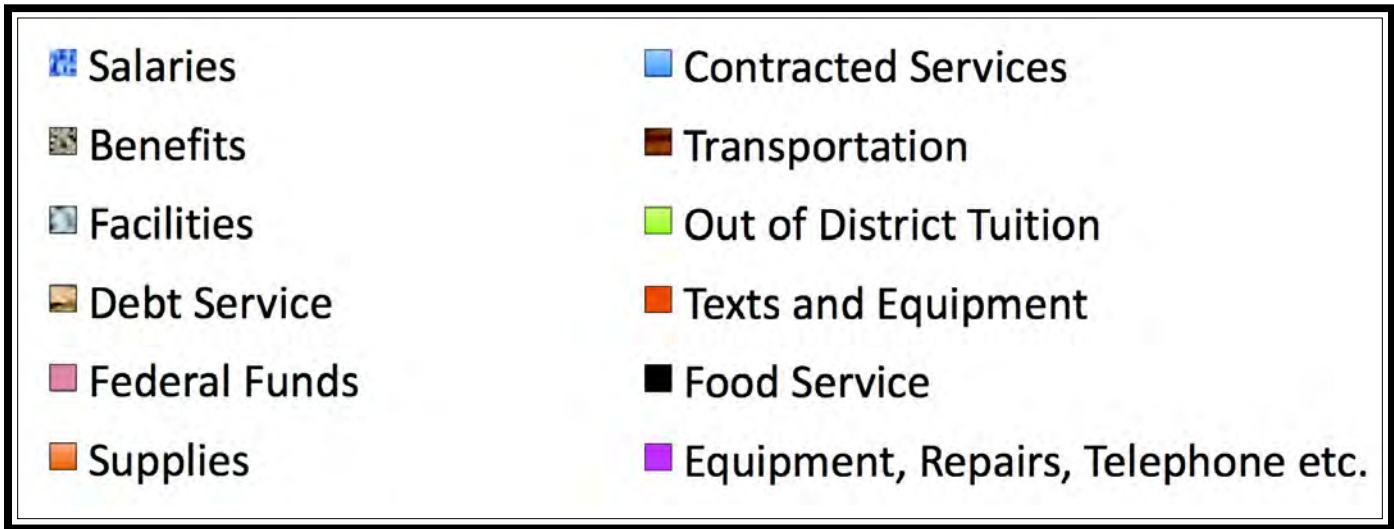 Salaries
Benefits
Facilities
Debt Service
Federal Funds
Supplies
Contracted Services
Transportation
Out of District Tuition
Texts and Equipment
Food Service
Equipment, Repairs, Telephone etc.